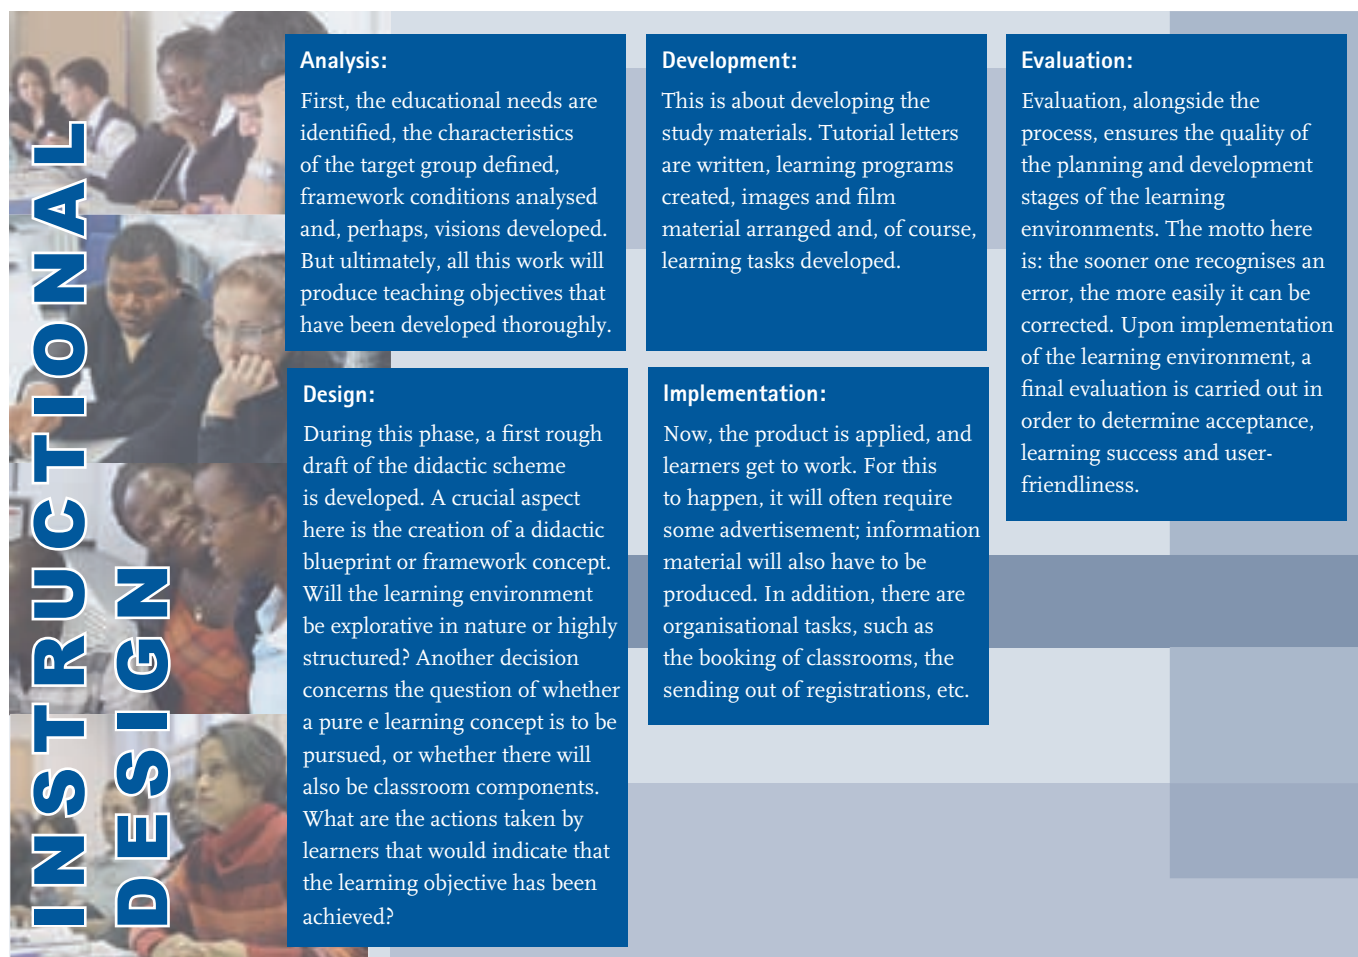 INSTRUCTIONAL
DESIGN
Analysis:
First, the educational needs are
identified, the characteristics
of the target group defined,
framework conditions analysed
and, perhaps, visions developed.
But ultimately, all this work will
produce teaching objectives that
have been developed thoroughly.
Design:
During this phase, a first rough
draft of the didactic scheme
is developed. A crucial aspect
here is the creation of a didactic
blueprint or framework concept.
Will the learning environment
be explorative in nature or highly
structured? Another decision
concerns the question of whether
a pure e learning concept is to be
pursued, or whether there will
also be classroom components.
What are the actions taken by
learners that would indicate that
the learning objective has been
achieved?
Development:
This is about developing the
study materials. Tutorial letters
are written, learning programs
created, images and film
material arranged and, of course,
learning tasks developed.
Implementation:
Now, the product is applied, and
learners get to work. For this
to happen, it will often require
some advertisement; information
material will also have to be
produced. In addition, there are
organisational tasks, such as
the booking of classrooms, the
sending out of registrations, etc.
Evaluation:
Evaluation, alongside the
process, ensures the quality of
the planning and development
stages of the learning
environments. The motto here
is: the sooner one recognises an
error, the more easily it can be
corrected. Upon implementation
of the learning environment, a
final evaluation is carried out in
order to determine acceptance,
learning success and user-
friendliness.